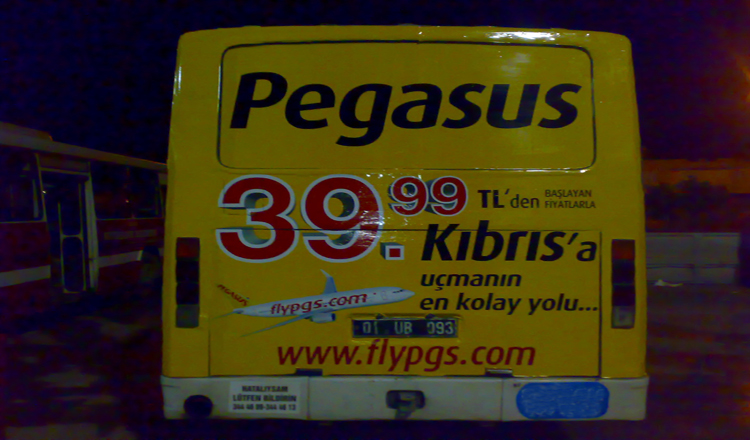 Pegasus
39.99 TL'den BAŞLAYAN FİYATLARLA
Kıbrıs'a
uçmanın
en kolay yolu...
PEGASUS
flypgs.com
01 UB 093
www.flypgs.com
HATALIYSAM
LÜTFEN BİLDİRİN